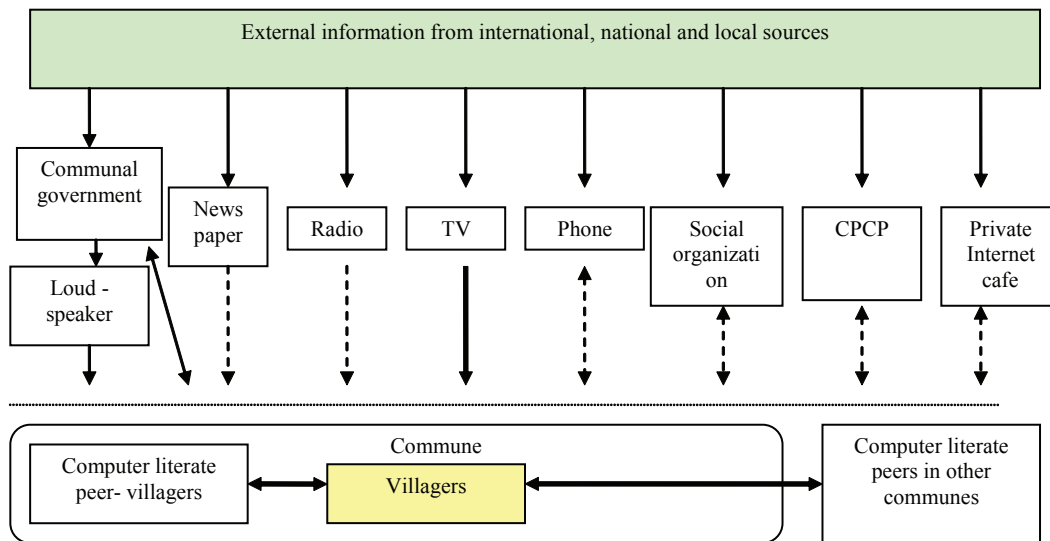 External information from international, national and local sources
Communal
government
News
paper
Radio
TV
Phone
Social
organizati
on
CPCP
Private
Internet
cafe
Loud -
speaker
Commune
Computer literate
peer- villagers
Villagers
Computer literate
peers in other
communes